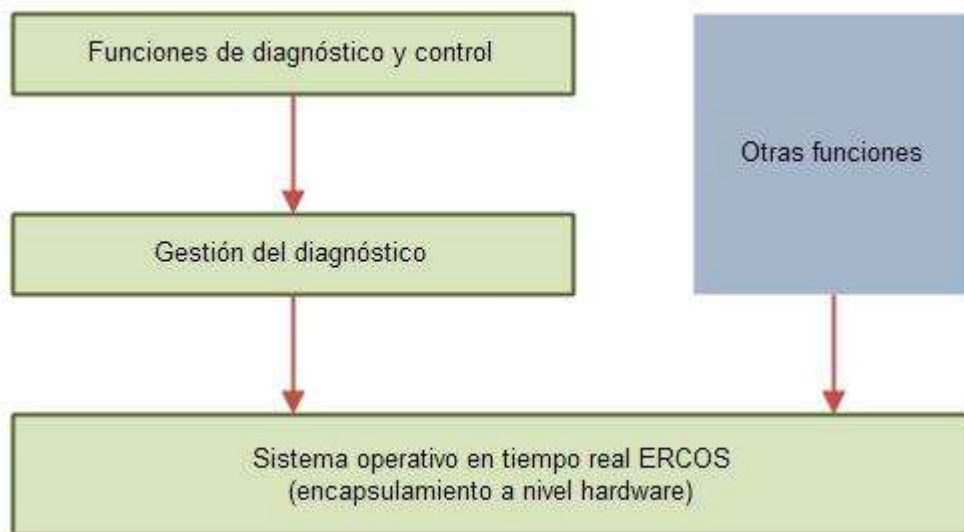 Funciones de diagnóstico y control
Otras funciones
Gestión del diagnóstico
Sistema operativo en tiempo real ERCOS
(encapsulamiento a nivel hardware)